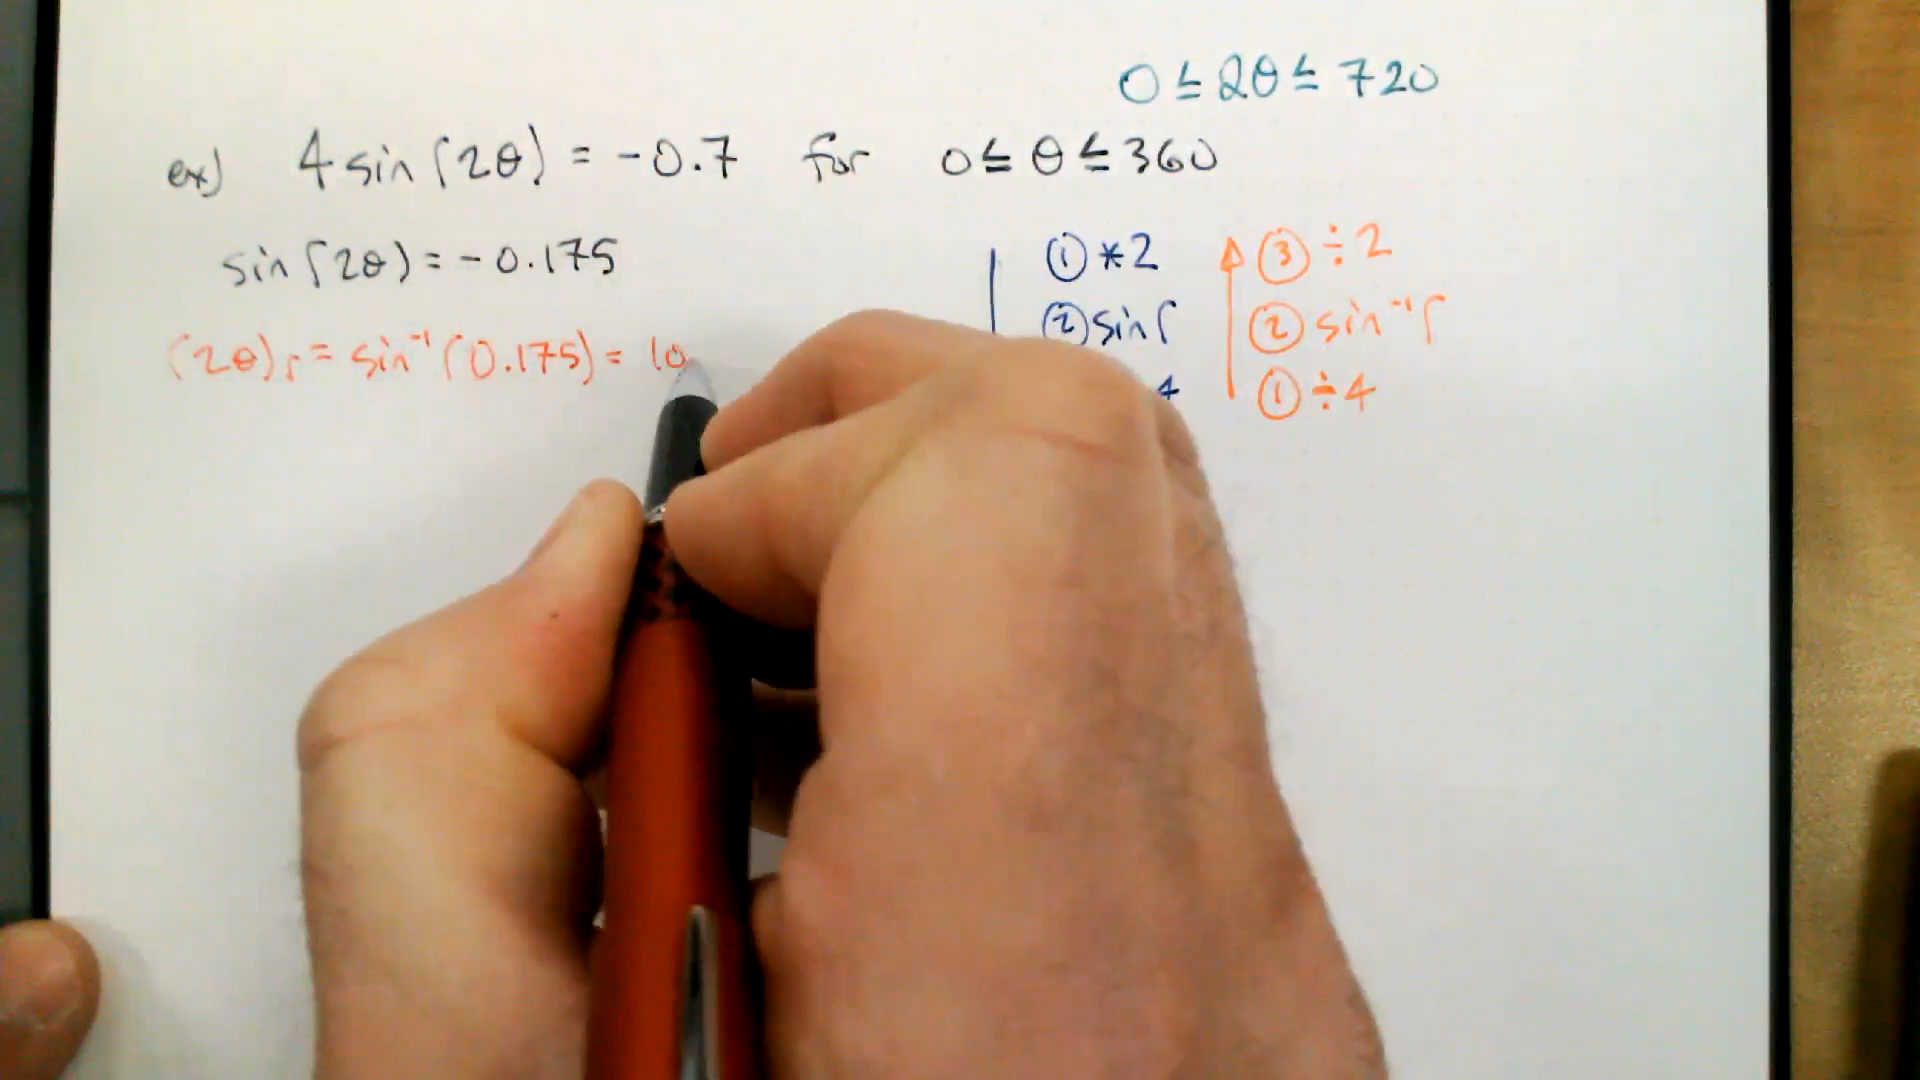 0 ≤ 2θ ≤ 720
ex) 4 sin(2θ) = -0.7 for 0 ≤ θ ≤ 360
sin(2θ) = -0.175
(2θ)r = sin⁻¹(0.175) = 10
① *2
② sin(
4
③ ÷2
② sin⁻¹(
① ÷4